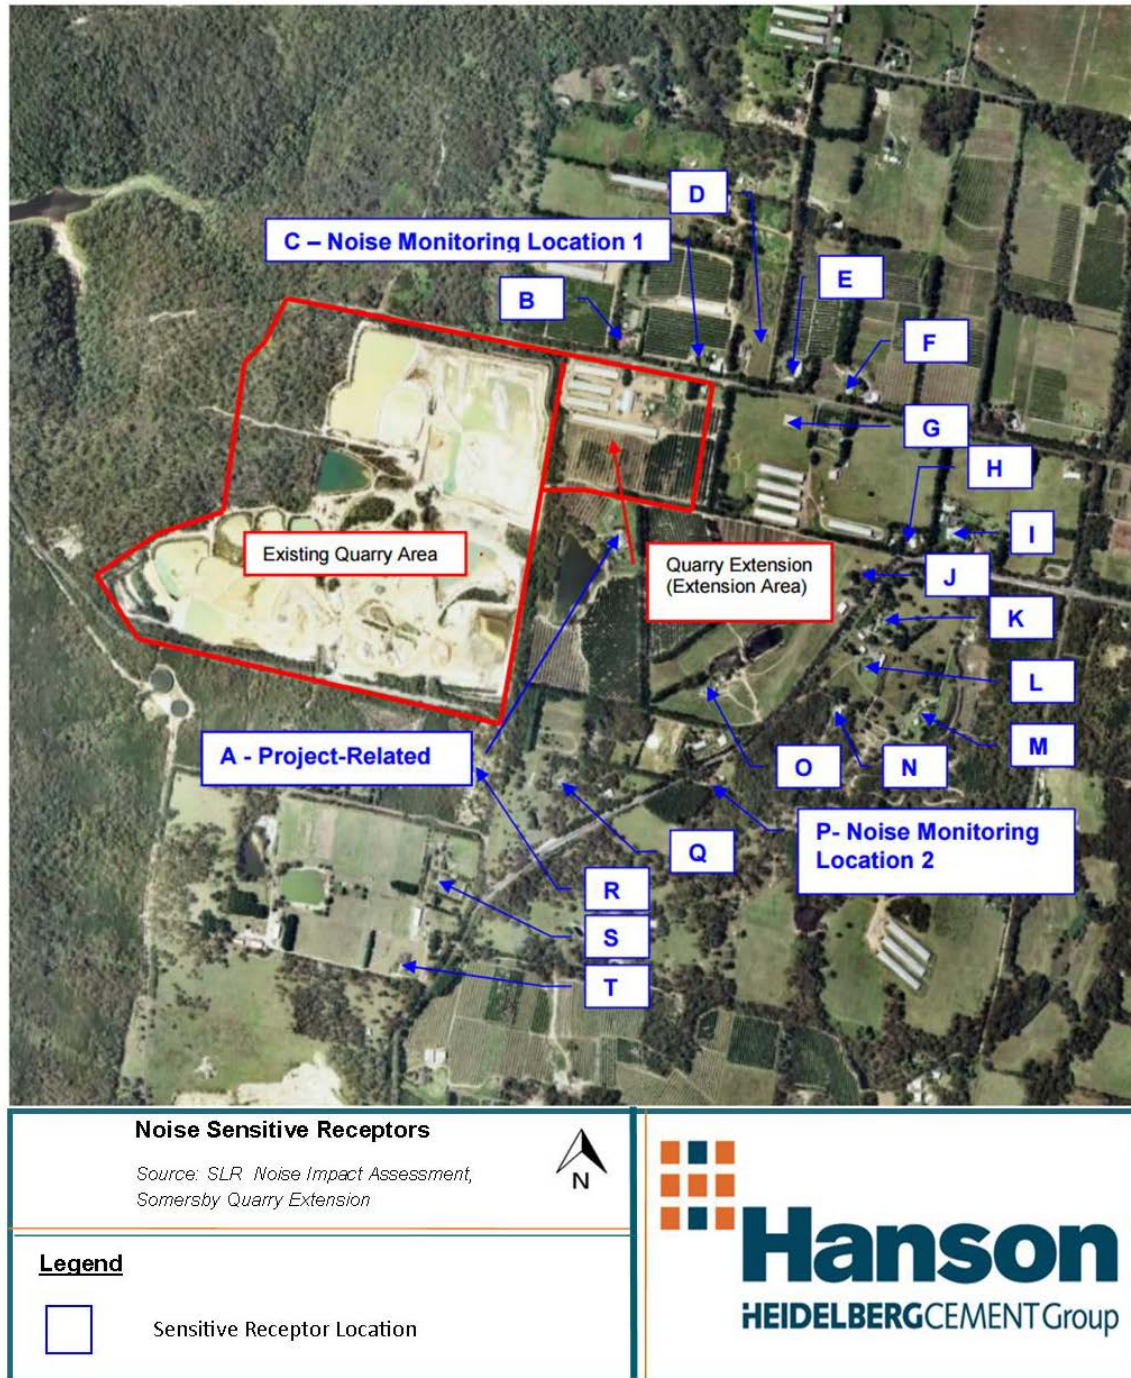 D
C – Noise Monitoring Location 1
E
B
F
G
H
Existing Quarry Area
I
Quarry Extension
(Extension Area)
J
K
L
A - Project-Related
M
O
N
P- Noise Monitoring
Location 2
Q
R
S
T
Noise Sensitive Receptors
Source: SLR Noise Impact Assessment,
Somersby Quarry Extension
N
Legend
Sensitive Receptor Location
Hanson
HEIDELBERGCEMENT Group